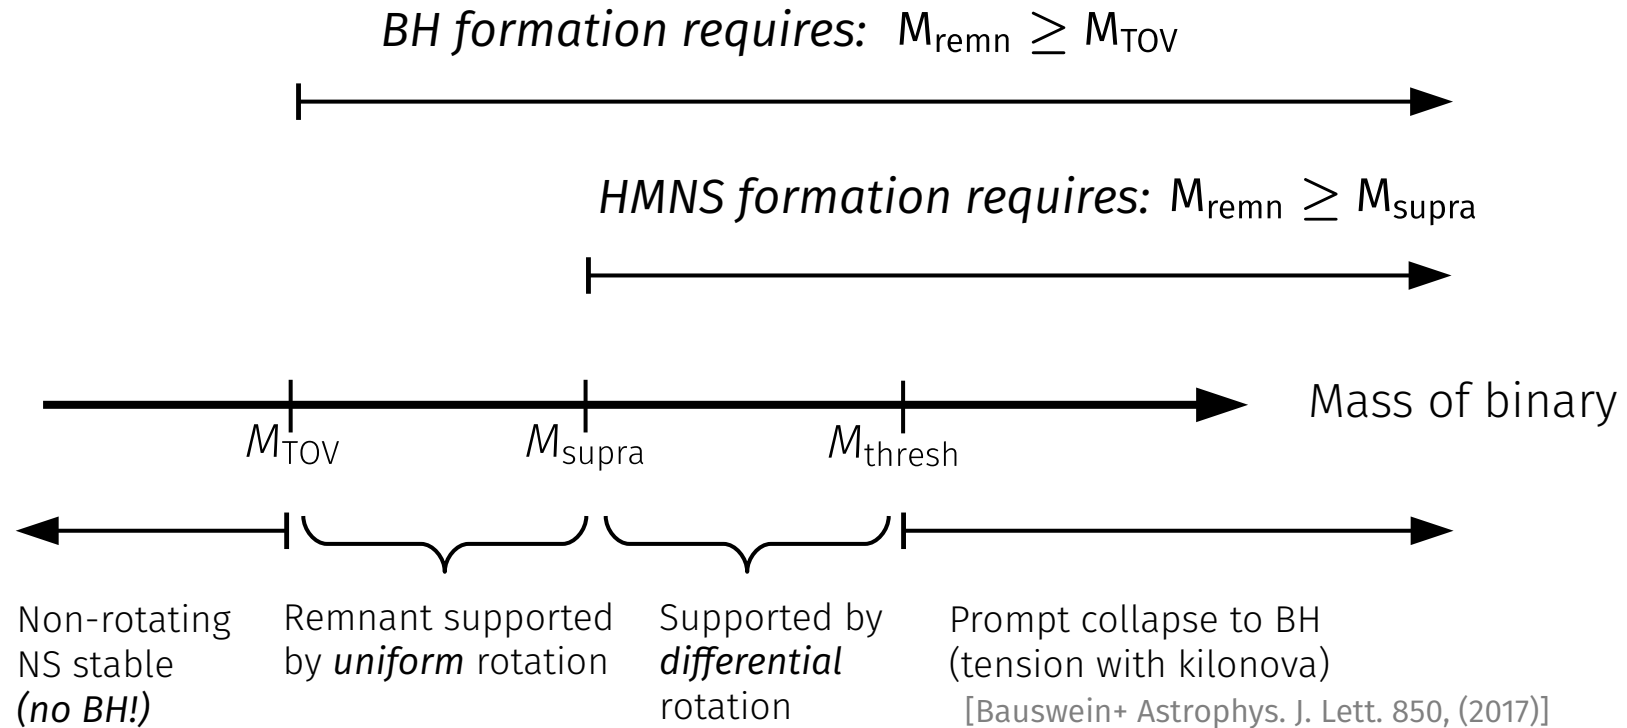 BH formation requires: M_remn ≥ M_TOV
HMNS formation requires: M_remn ≥ M_supra
Mass of binary
M_TOV
M_supra
M_thresh
Non-rotating
NS stable
(no BH!)
Remnant supported
by uniform rotation
Supported by
differential
rotation
Prompt collapse to BH
(tension with kilonova)
[Bauswein+ Astrophys. J. Lett. 850, (2017)]